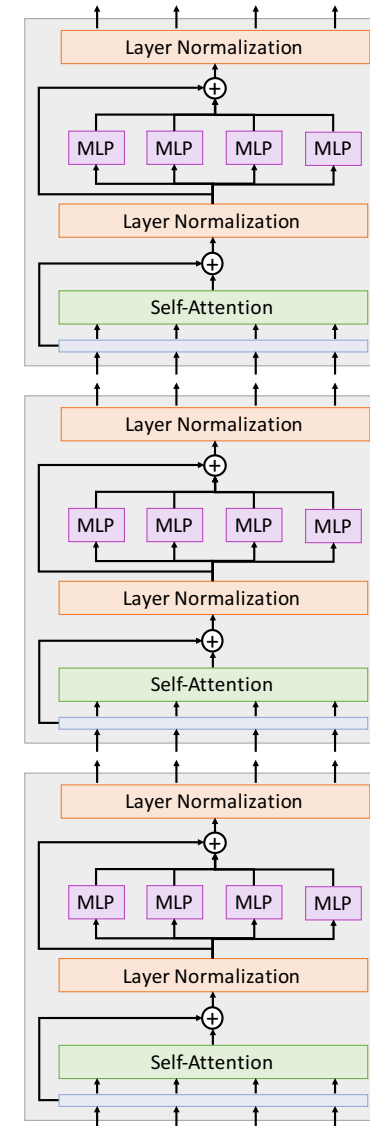 Layer Normalization
+
MLP MLP MLP MLP
Layer Normalization
+
Self-Attention
Layer Normalization
+
MLP MLP MLP MLP
Layer Normalization
+
Self-Attention
Layer Normalization
+
MLP MLP MLP MLP
Layer Normalization
+
Self-Attention